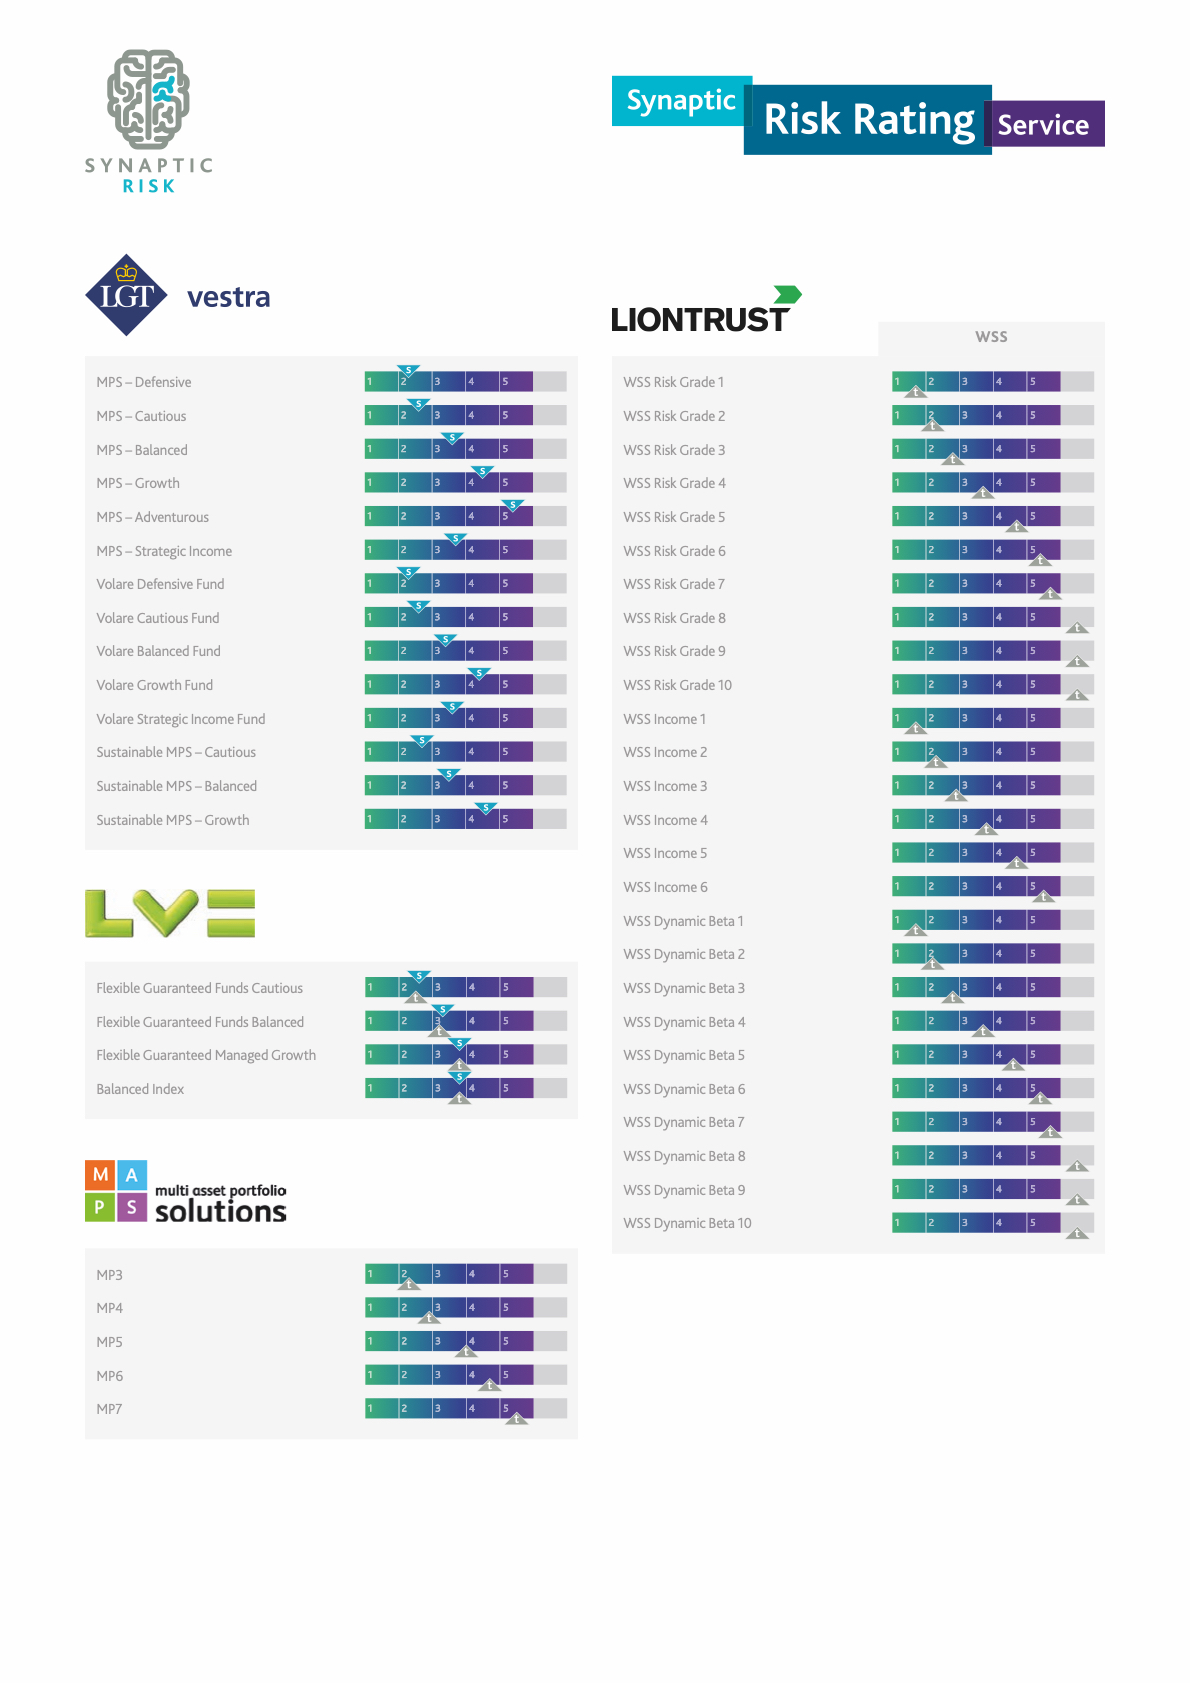 SYNAPTIC
RISK
Synaptic Risk Rating Service
LGT vestra
MPS – Defensive 1 2 3 4 5 s
MPS – Cautious 1 2 3 4 5 s
MPS – Balanced 1 2 3 4 5 s
MPS – Growth 1 2 3 4 5 s
MPS – Adventurous 1 2 3 4 5 s
MPS – Strategic Income 1 2 3 4 5 s
Volare Defensive Fund 1 2 3 4 5 s
Volare Cautious Fund 1 2 3 4 5 s
Volare Balanced Fund 1 2 3 4 5 s
Volare Growth Fund 1 2 3 4 5 s
Volare Strategic Income Fund 1 2 3 4 5 s
Sustainable MPS – Cautious 1 2 3 4 5 s
Sustainable MPS – Balanced 1 2 3 4 5 s
Sustainable MPS – Growth 1 2 3 4 5 s
LV=
Flexible Guaranteed Funds Cautious 1 2 3 4 5 s t
Flexible Guaranteed Funds Balanced 1 2 3 4 5 s t
Flexible Guaranteed Managed Growth 1 2 3 4 5 s t
Balanced Index 1 2 3 4 5 s t
M A
P S
multi asset portfolio
solutions
MP3 1 2 3 4 5 t
MP4 1 2 3 4 5 t
MP5 1 2 3 4 5 t
MP6 1 2 3 4 5 t
MP7 1 2 3 4 5 t
LIONTRUST
WSS
WSS Risk Grade 1 1 2 3 4 5 t
WSS Risk Grade 2 1 2 3 4 5 t
WSS Risk Grade 3 1 2 3 4 5 t
WSS Risk Grade 4 1 2 3 4 5 t
WSS Risk Grade 5 1 2 3 4 5 t
WSS Risk Grade 6 1 2 3 4 5 t
WSS Risk Grade 7 1 2 3 4 5 t
WSS Risk Grade 8 1 2 3 4 5 t
WSS Risk Grade 9 1 2 3 4 5 t
WSS Risk Grade 10 1 2 3 4 5 t
WSS Income 1 1 2 3 4 5 t
WSS Income 2 1 2 3 4 5 t
WSS Income 3 1 2 3 4 5 t
WSS Income 4 1 2 3 4 5 t
WSS Income 5 1 2 3 4 5 t
WSS Income 6 1 2 3 4 5 t
WSS Dynamic Beta 1 1 2 3 4 5 t
WSS Dynamic Beta 2 1 2 3 4 5 t
WSS Dynamic Beta 3 1 2 3 4 5 t
WSS Dynamic Beta 4 1 2 3 4 5 t
WSS Dynamic Beta 5 1 2 3 4 5 t
WSS Dynamic Beta 6 1 2 3 4 5 t
WSS Dynamic Beta 7 1 2 3 4 5 t
WSS Dynamic Beta 8 1 2 3 4 5 t
WSS Dynamic Beta 9 1 2 3 4 5 t
WSS Dynamic Beta 10 1 2 3 4 5 t